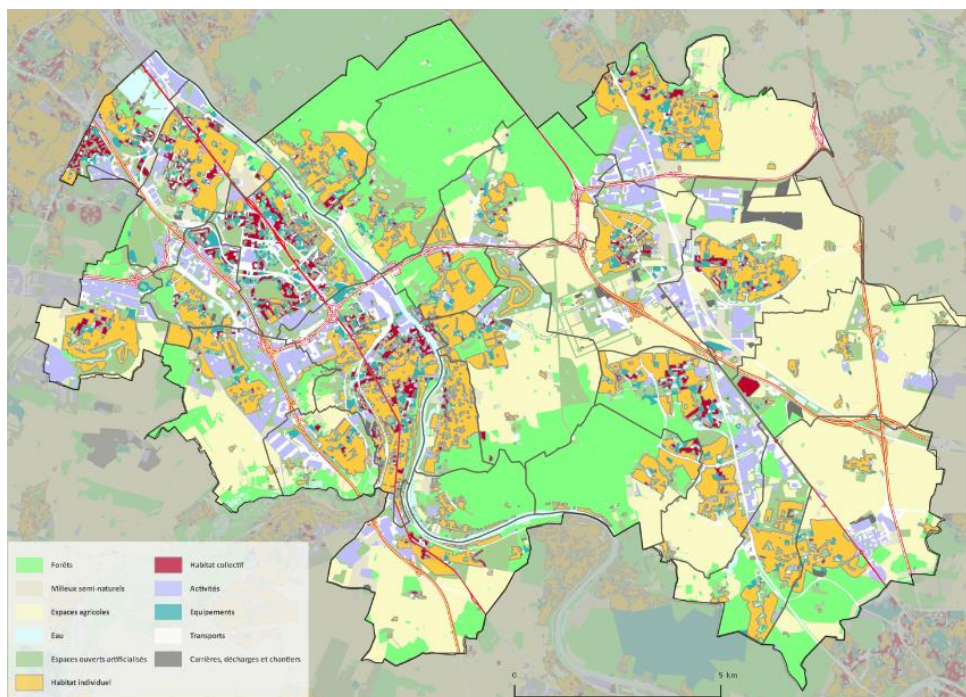 Forêts
Milieux semi-naturels
Espaces agricoles
Eau
Espaces ouverts artificialisés
Habitat individuel
Habitat collectif
Activités
Equipements
Transports
Carrières, décharges et chantiers
0
5 km